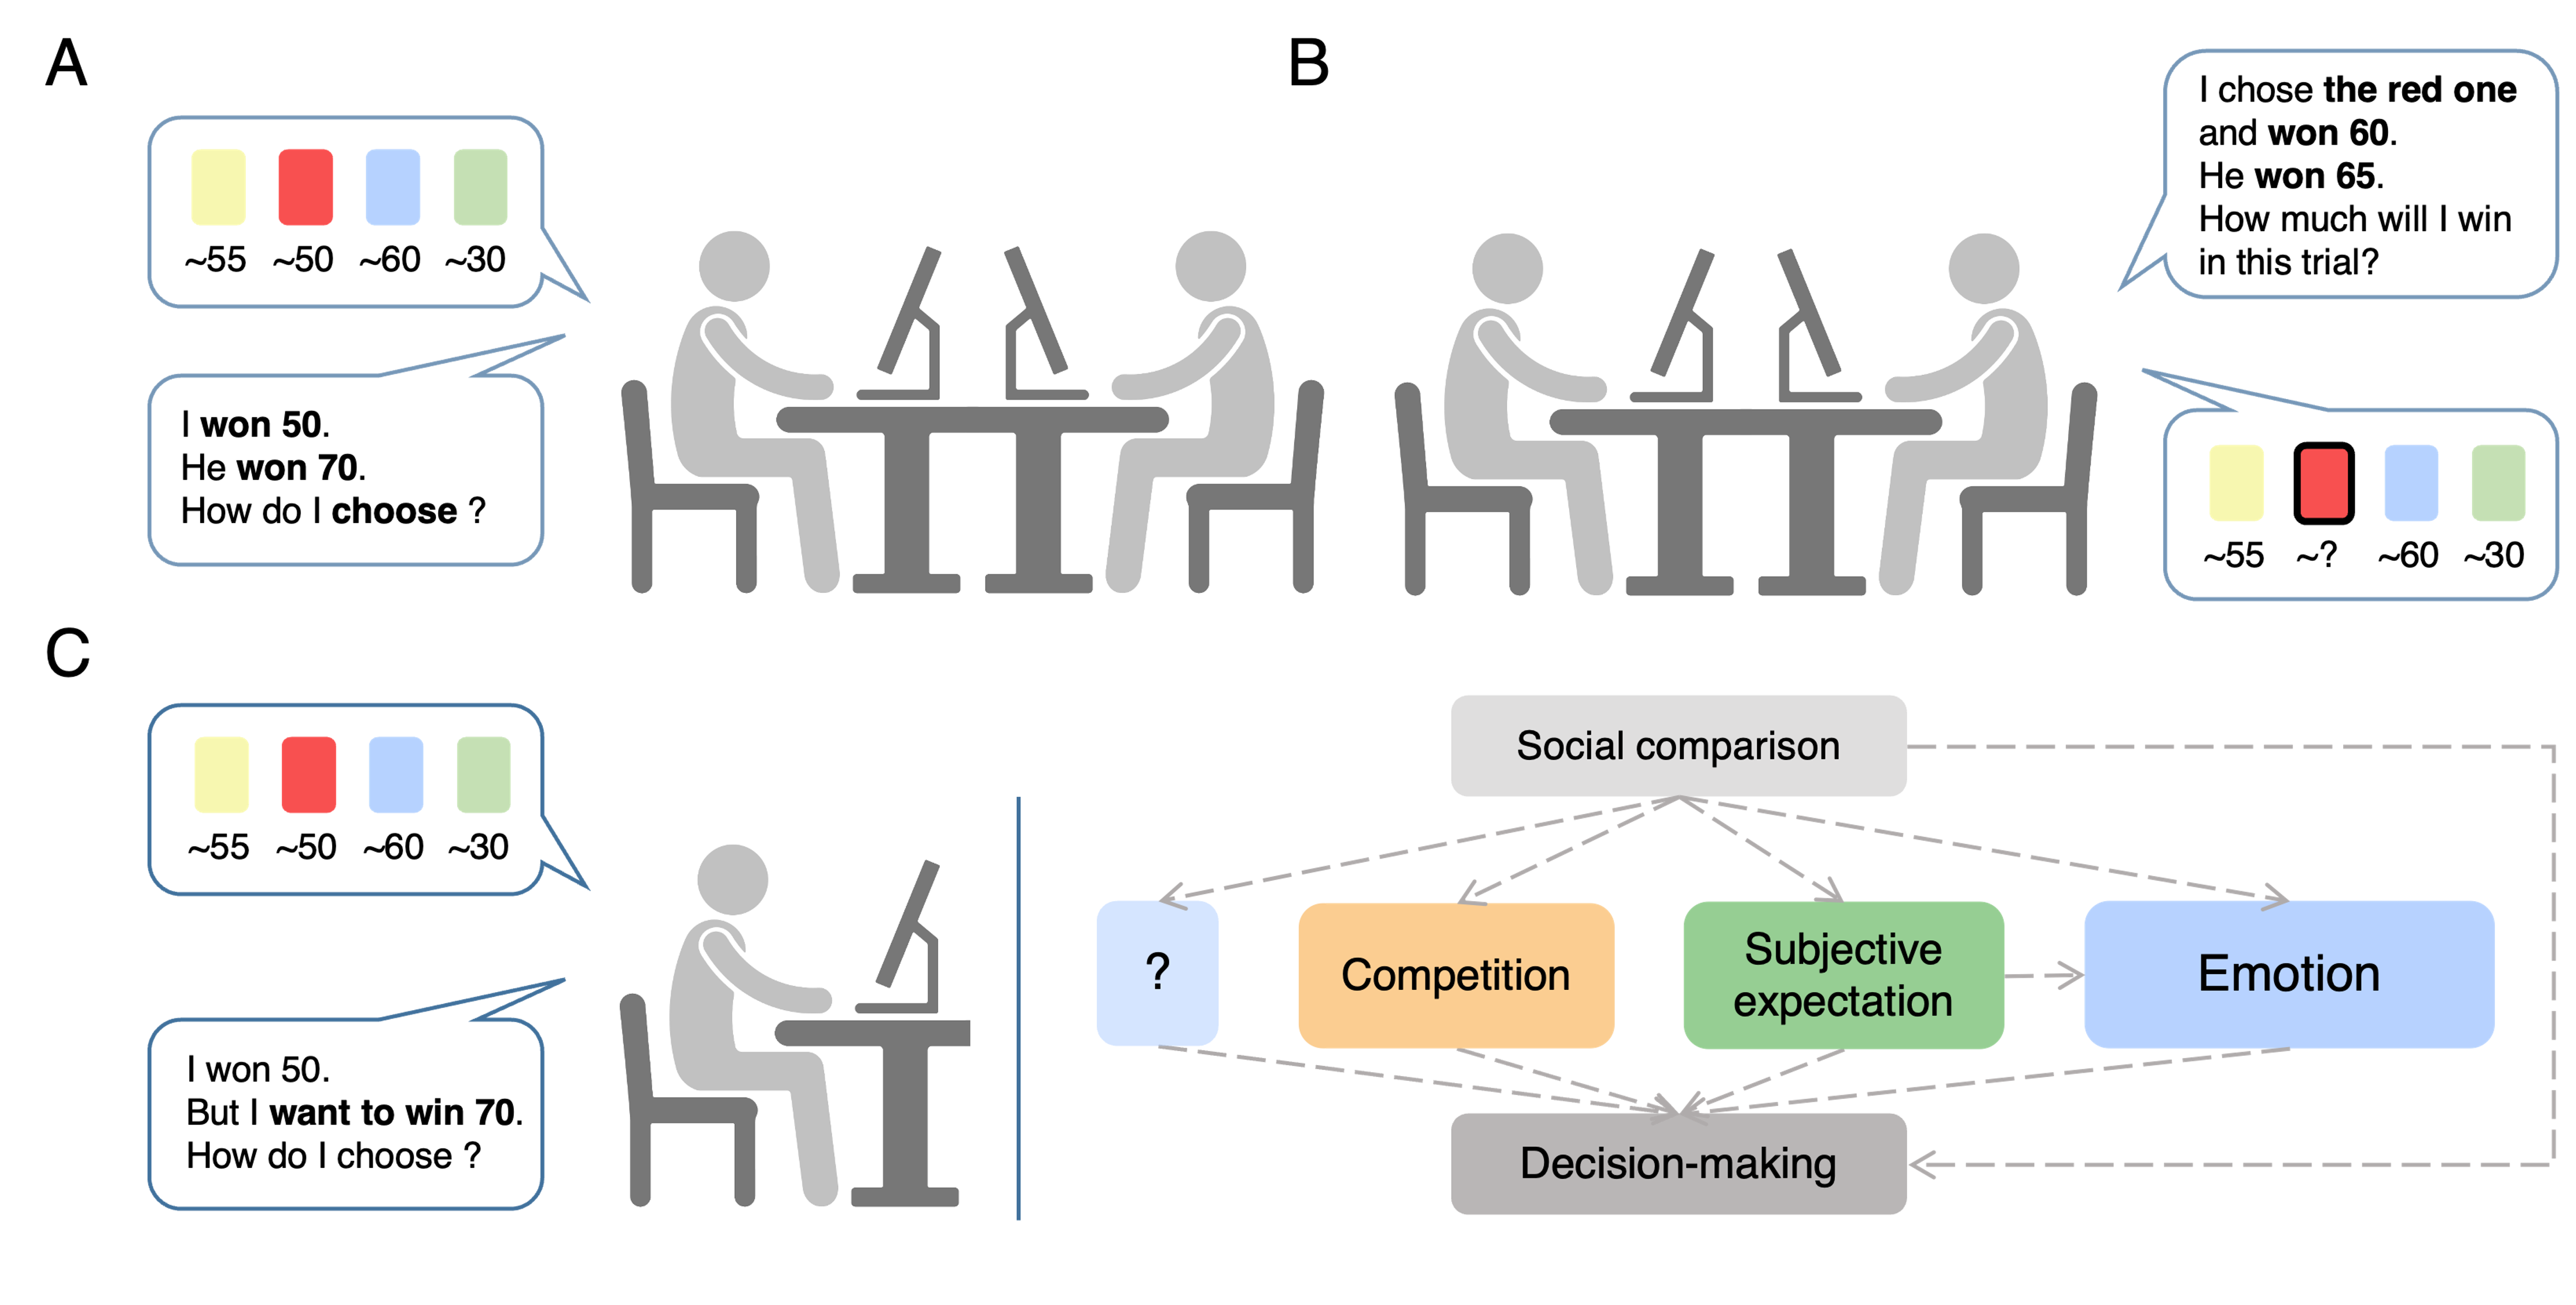 A
~55 ~50 ~60 ~30
I won 50.
He won 70.
How do I choose ?
B
I chose the red one
and won 60.
He won 65.
How much will I win
in this trial?
~55 ~? ~60 ~30
C
~55 ~50 ~60 ~30
I won 50.
But I want to win 70.
How do I choose ?
Social comparison
?
Competition
Subjective
expectation
Emotion
Decision-making